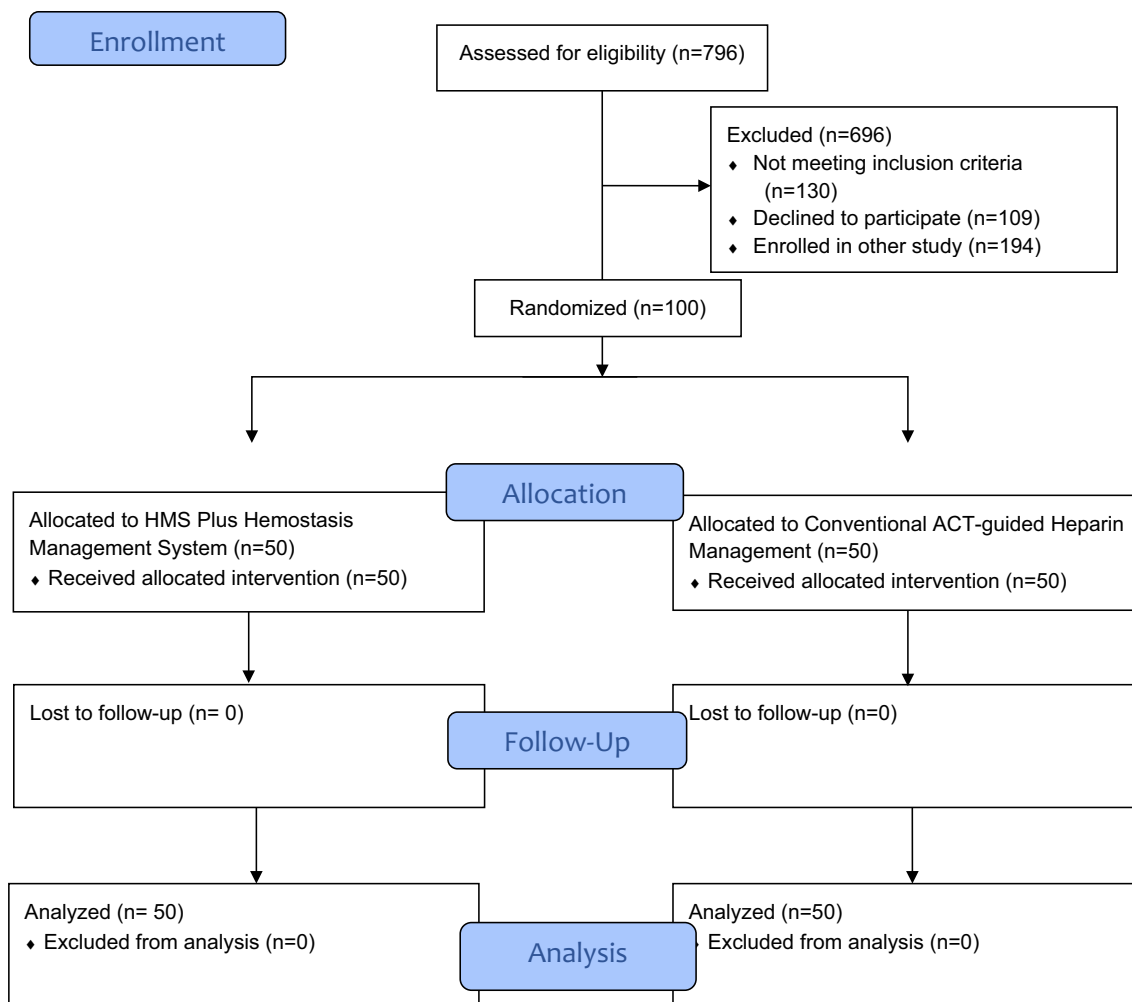 Enrollment
Assessed for eligibility (n=796)
Excluded (n=696)
♦ Not meeting inclusion criteria
(n=130)
♦ Declined to participate (n=109)
♦ Enrolled in other study (n=194)
Randomized (n=100)
Allocation
Allocated to HMS Plus Hemostasis
Management System (n=50)
♦ Received allocated intervention (n=50)
Allocated to Conventional ACT-guided Heparin
Management (n=50)
♦ Received allocated intervention (n=50)
Follow-Up
Lost to follow-up (n= 0)
Lost to follow-up (n=0)
Analysis
Analyzed (n= 50)
♦ Excluded from analysis (n=0)
Analyzed (n=50)
♦ Excluded from analysis (n=0)